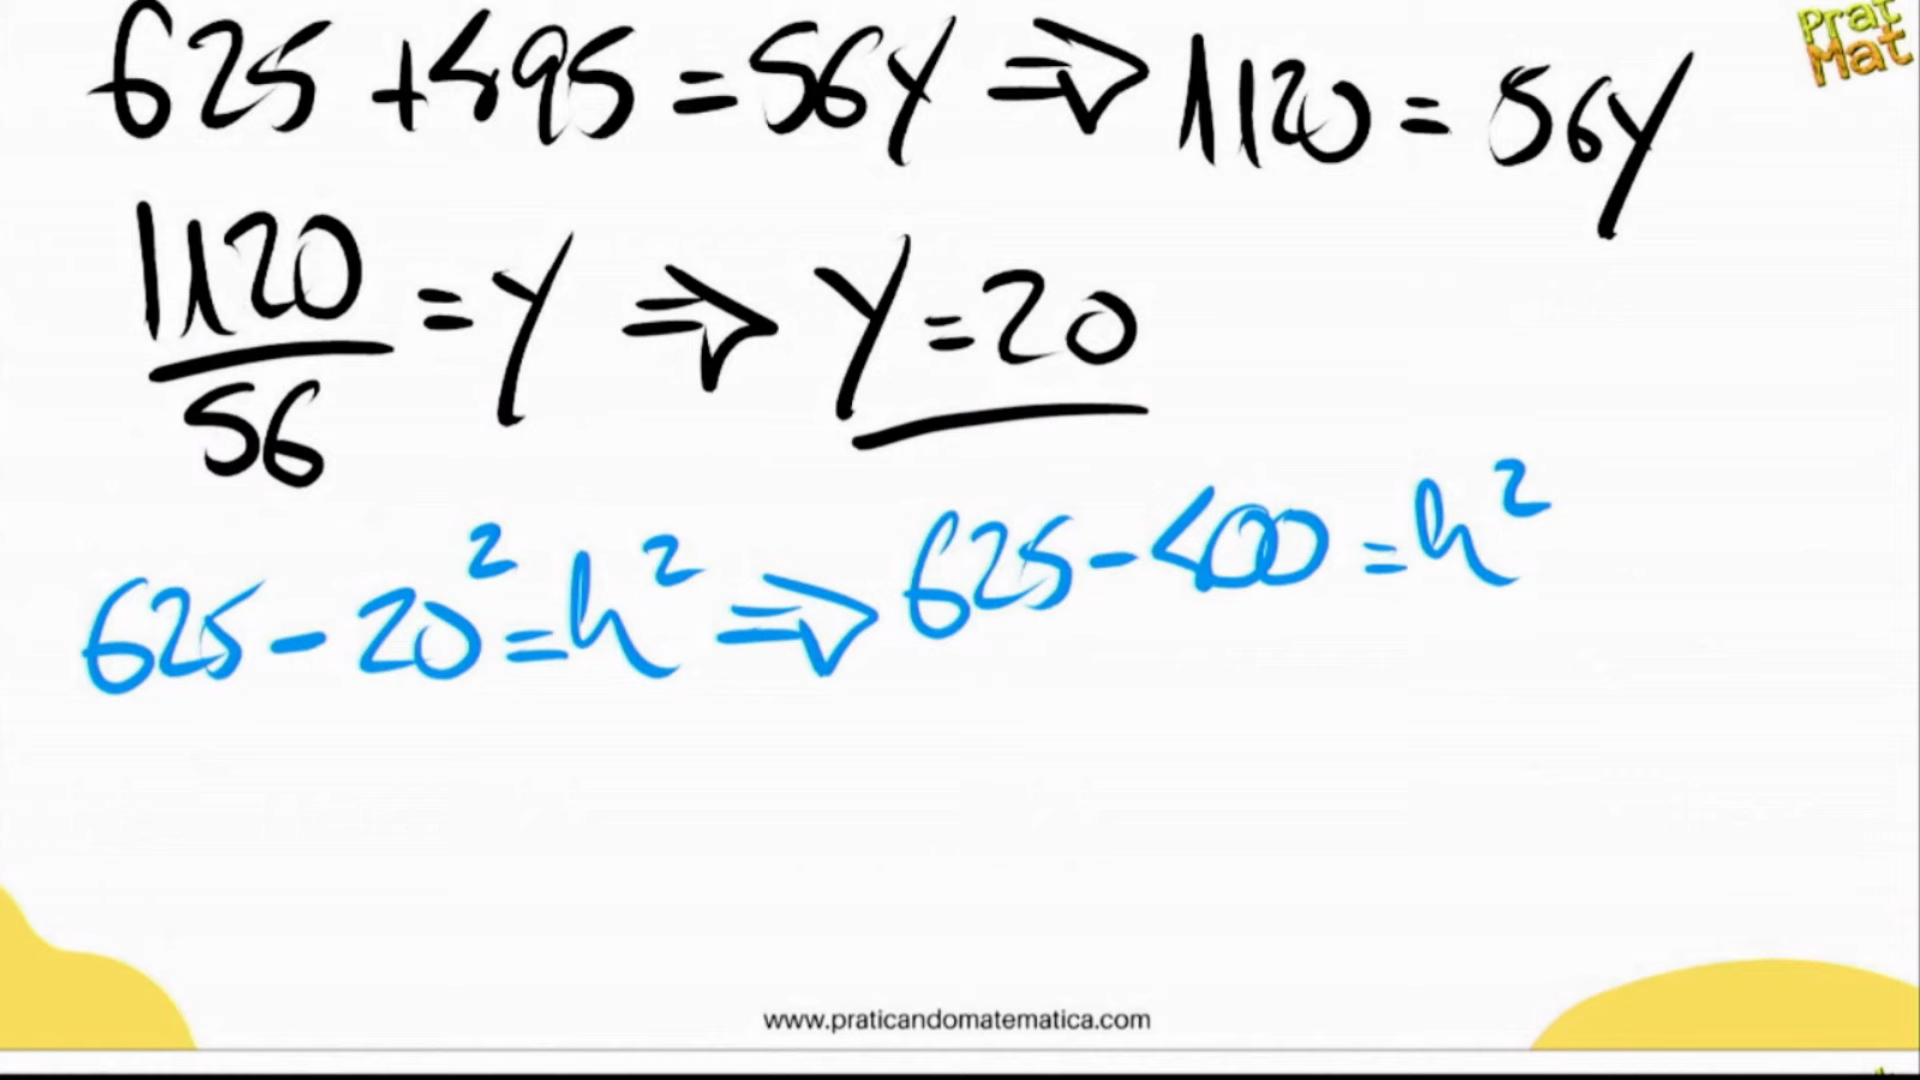 625 + 495 = 56y ⇒ 1120 = 56y
Prat
Mat
1120/56 = y ⇒ y = 20
625 - 20² = h² ⇒ 625 - 400 = h²
www.praticandomatematica.com